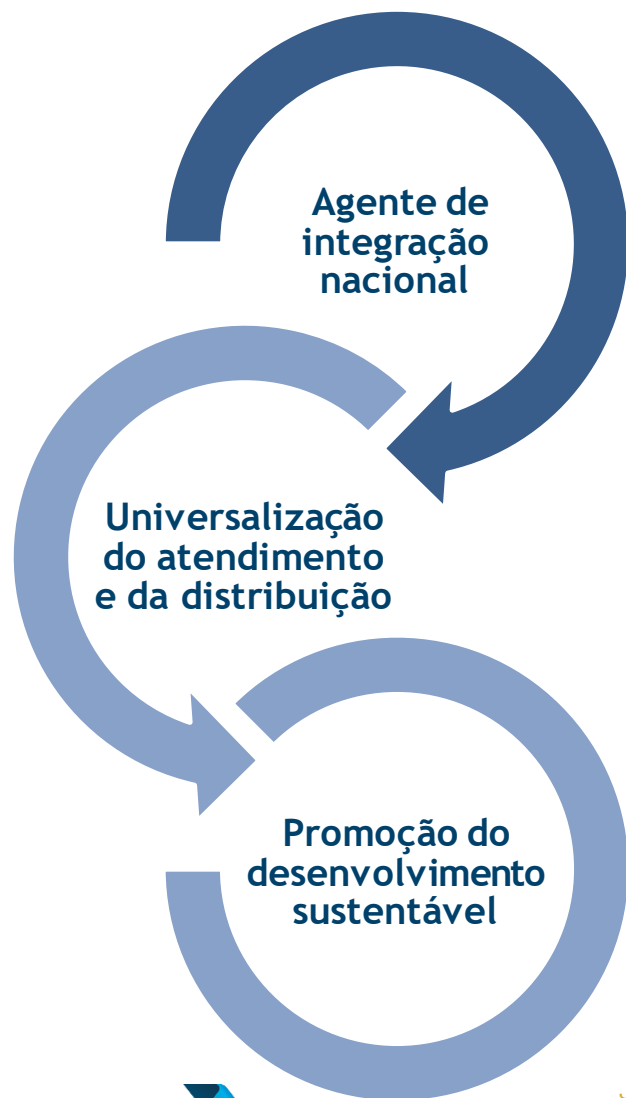 Agente de
integração
nacional
Universalização
do atendimento
e da distribuição
Promoção do
desenvolvimento
sustentável